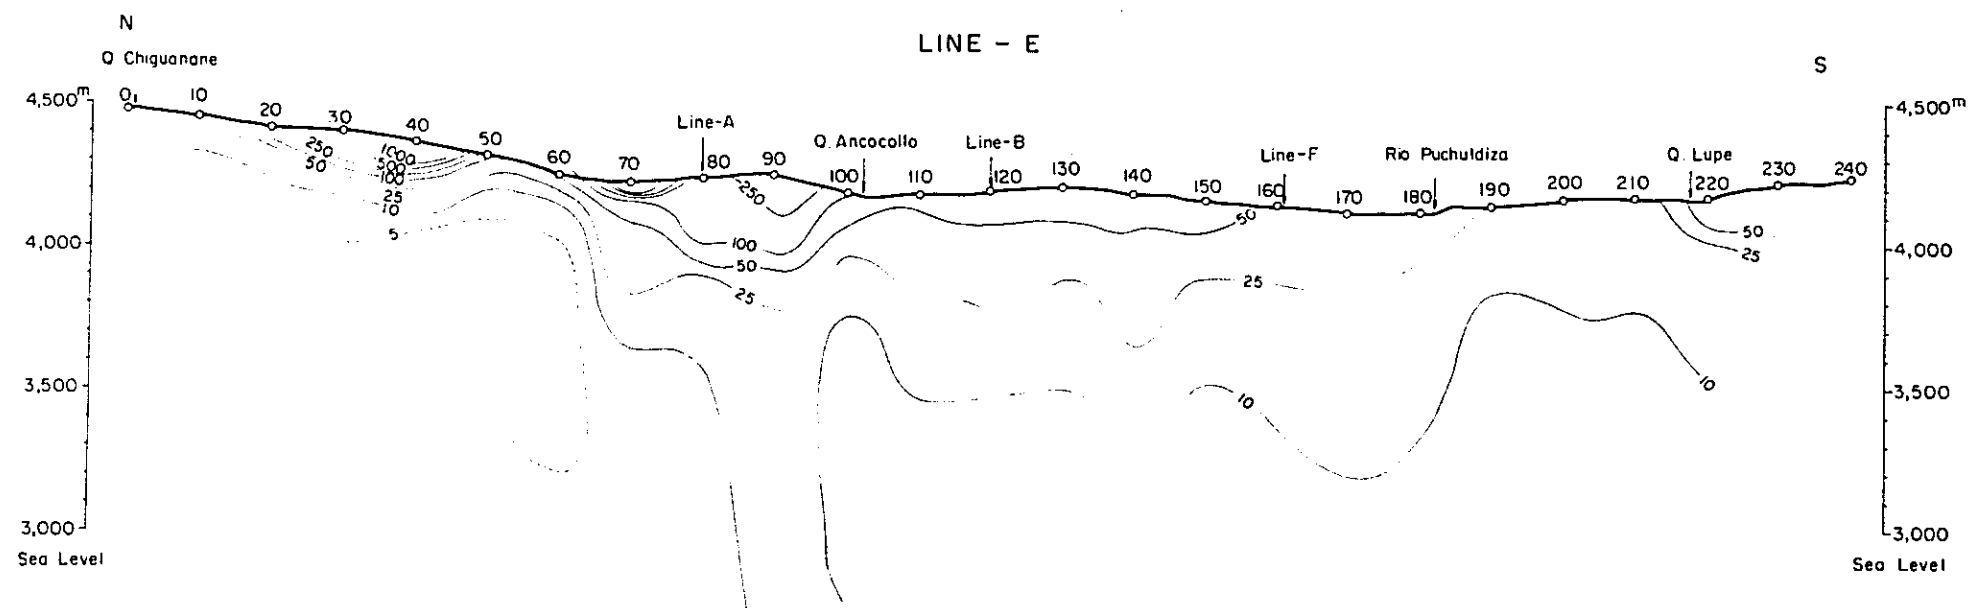 LINE - E
N
S
Q Chiguanane
4,500m
4,500m
0 10 20 30 40 50 60 70 80 90 100 110 120 130 140 150 160 170 180 190 200 210 220 230 240
Line-A
Q. Ancocollo
Line-B
Line-F
Rio Puchuldiza
Q. Lupe
250
50
1000
500
250
100
25
10
5
250
100
50
25
50
25
10
50
25
10
4,000
4,000
3,500
3,500
3,000
3,000
Sea Level
Sea Level